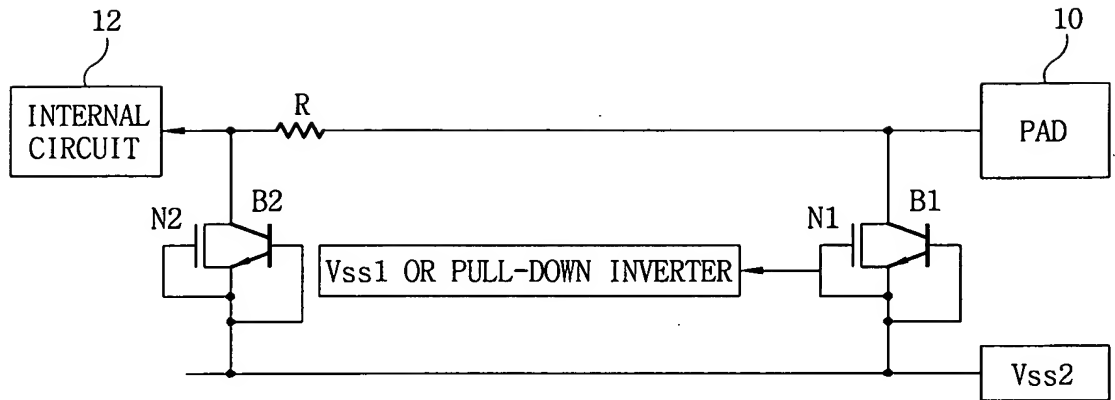 12
10
INTERNAL
CIRCUIT
R
PAD
N2
B2
N1
B1
Vss1 OR PULL-DOWN INVERTER
Vss2